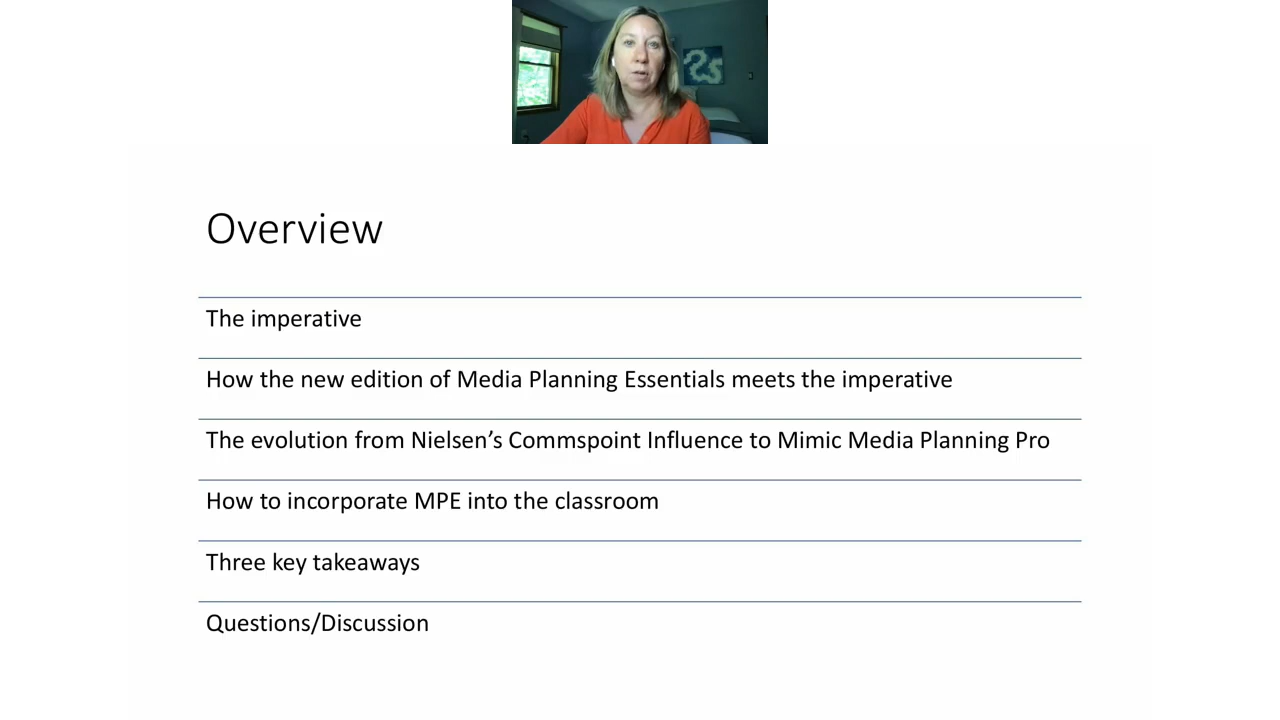 Overview
The imperative
How the new edition of Media Planning Essentials meets the imperative
The evolution from Nielsen’s Commspoint Influence to Mimic Media Planning Pro
How to incorporate MPE into the classroom
Three key takeaways
Questions/Discussion